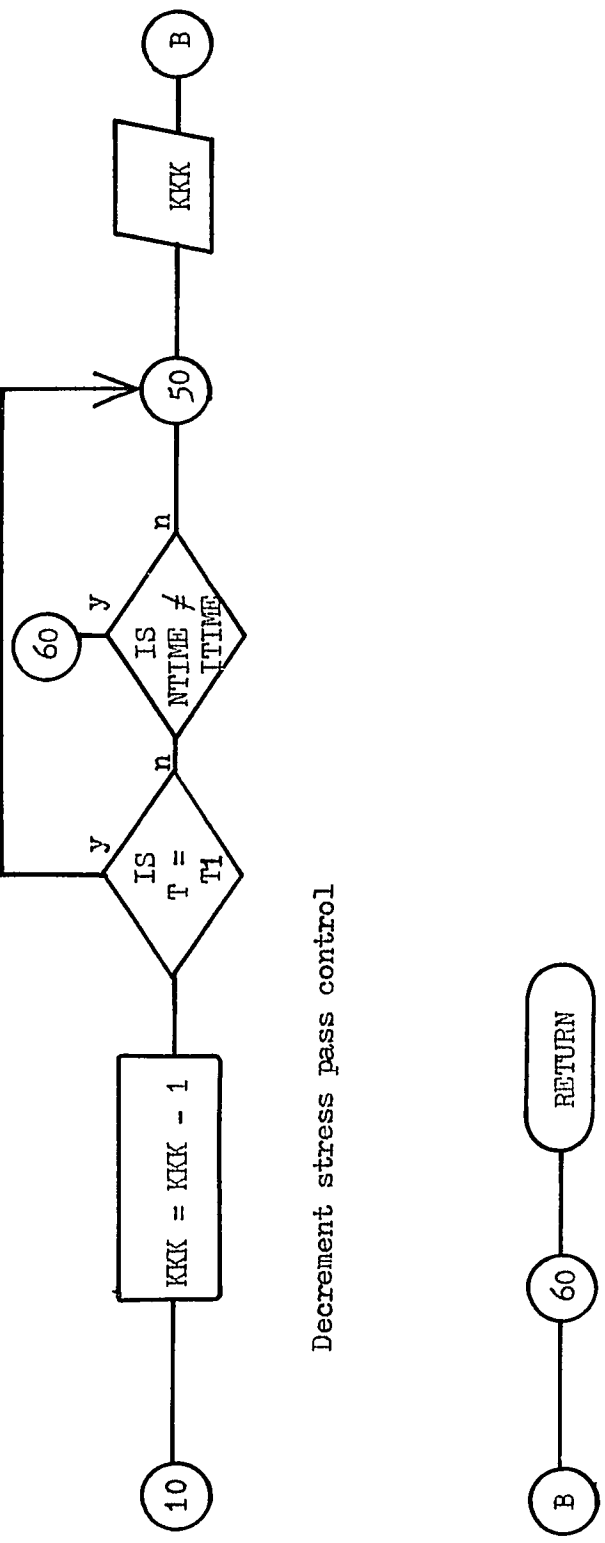 10
KKK = KKK - 1
Decrement stress pass control
IS
T =
T1
y
n
IS
NTIME ≠
ITIME
y
n
60
50
KKK
B
B
60
RETURN